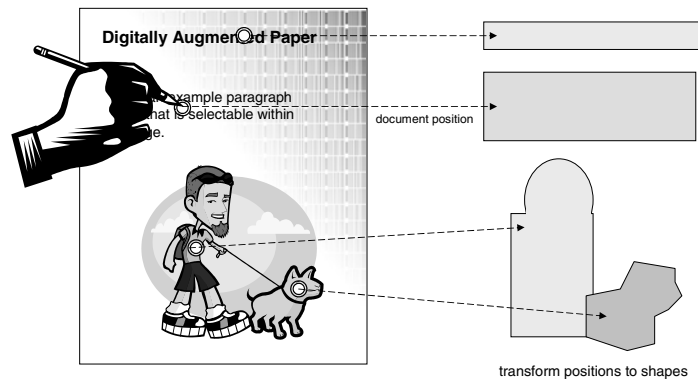 Digitally Augmented Paper
example paragraph
that is selectable within
ge.
document position
transform positions to shapes